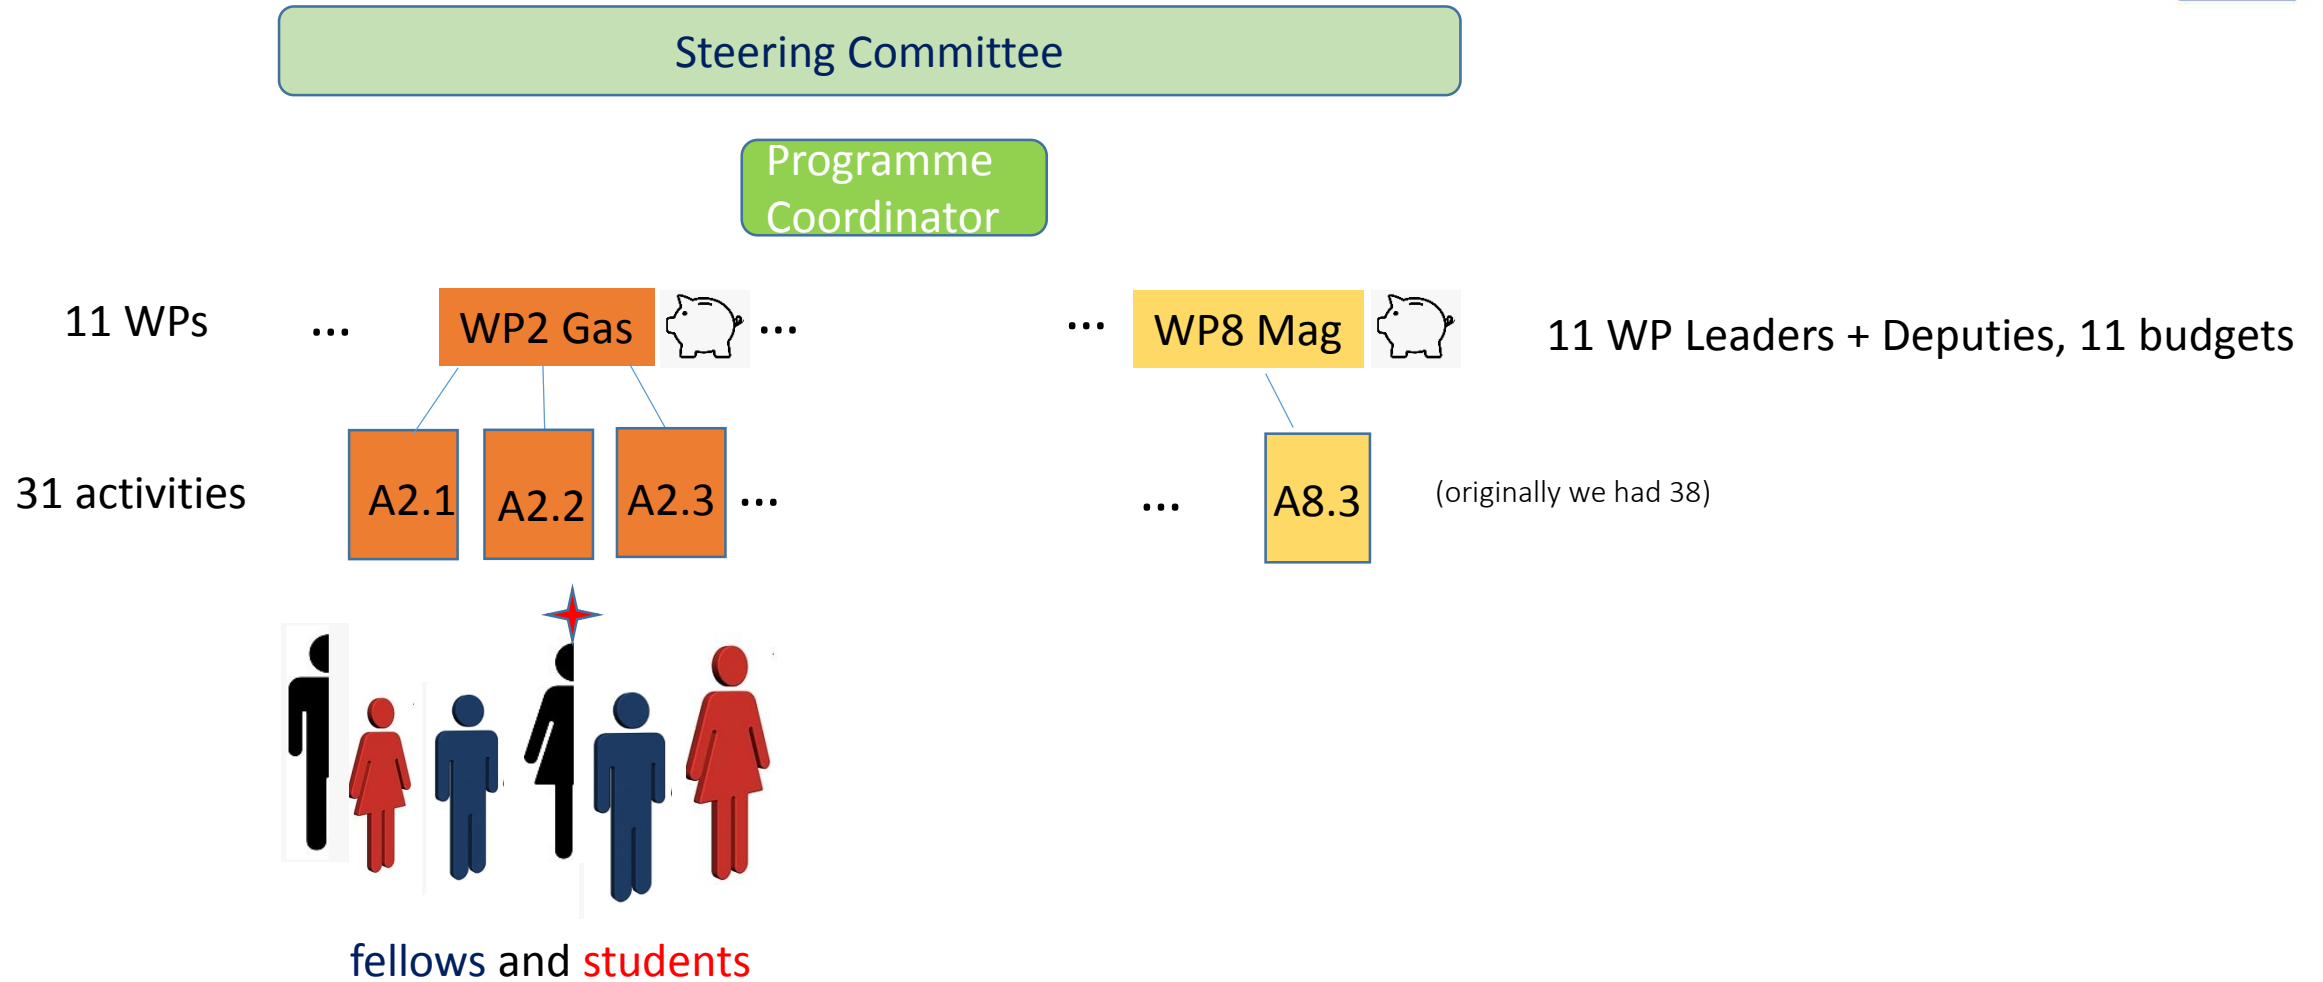 Steering Committee
Programme
Coordinator
11 WPs
...
WP2 Gas
...
...
WP8 Mag
11 WP Leaders + Deputies, 11 budgets
31 activities
A2.1
A2.2
A2.3
...
...
A8.3
(originally we had 38)
fellows and students